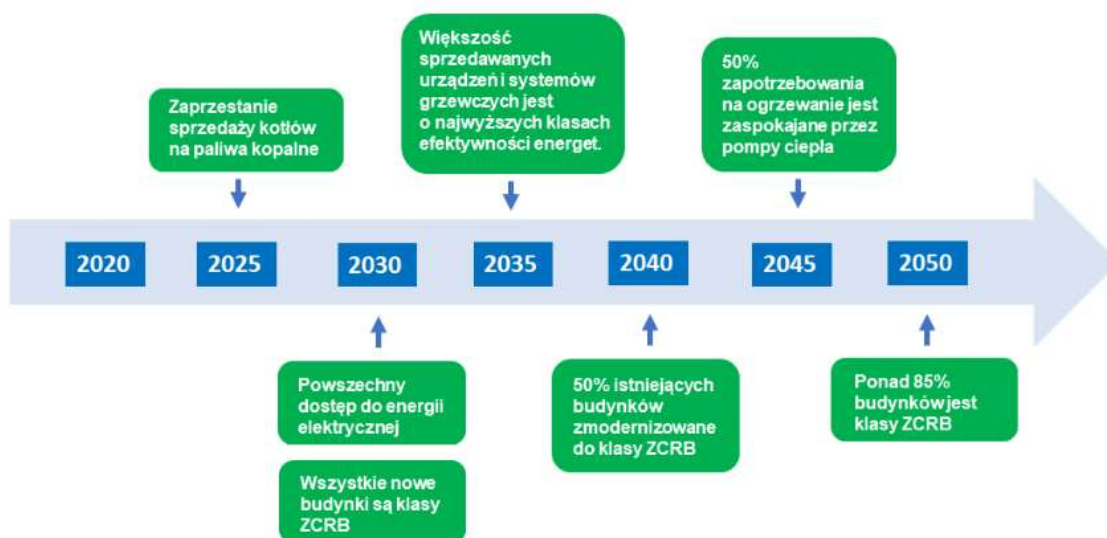 Zaprzestanie
sprzedaży kotłów
na paliwa kopalne
Większość
sprzedawanych
urządzeń i systemów
grzewczych jest
o najwyższych klasach
efektywności energet.
50%
zapotrzebowania
na ogrzewanie jest
zaspokajane przez
pompy ciepła
2020
2025
2030
2035
2040
2045
2050
Powszechny
dostęp do energii
elektrycznej
Wszystkie nowe
budynki są klasy
ZCRB
50% istniejących
budynków
zmodernizowane
do klasy ZCRB
Ponad 85%
budynków jest
klasy ZCRB